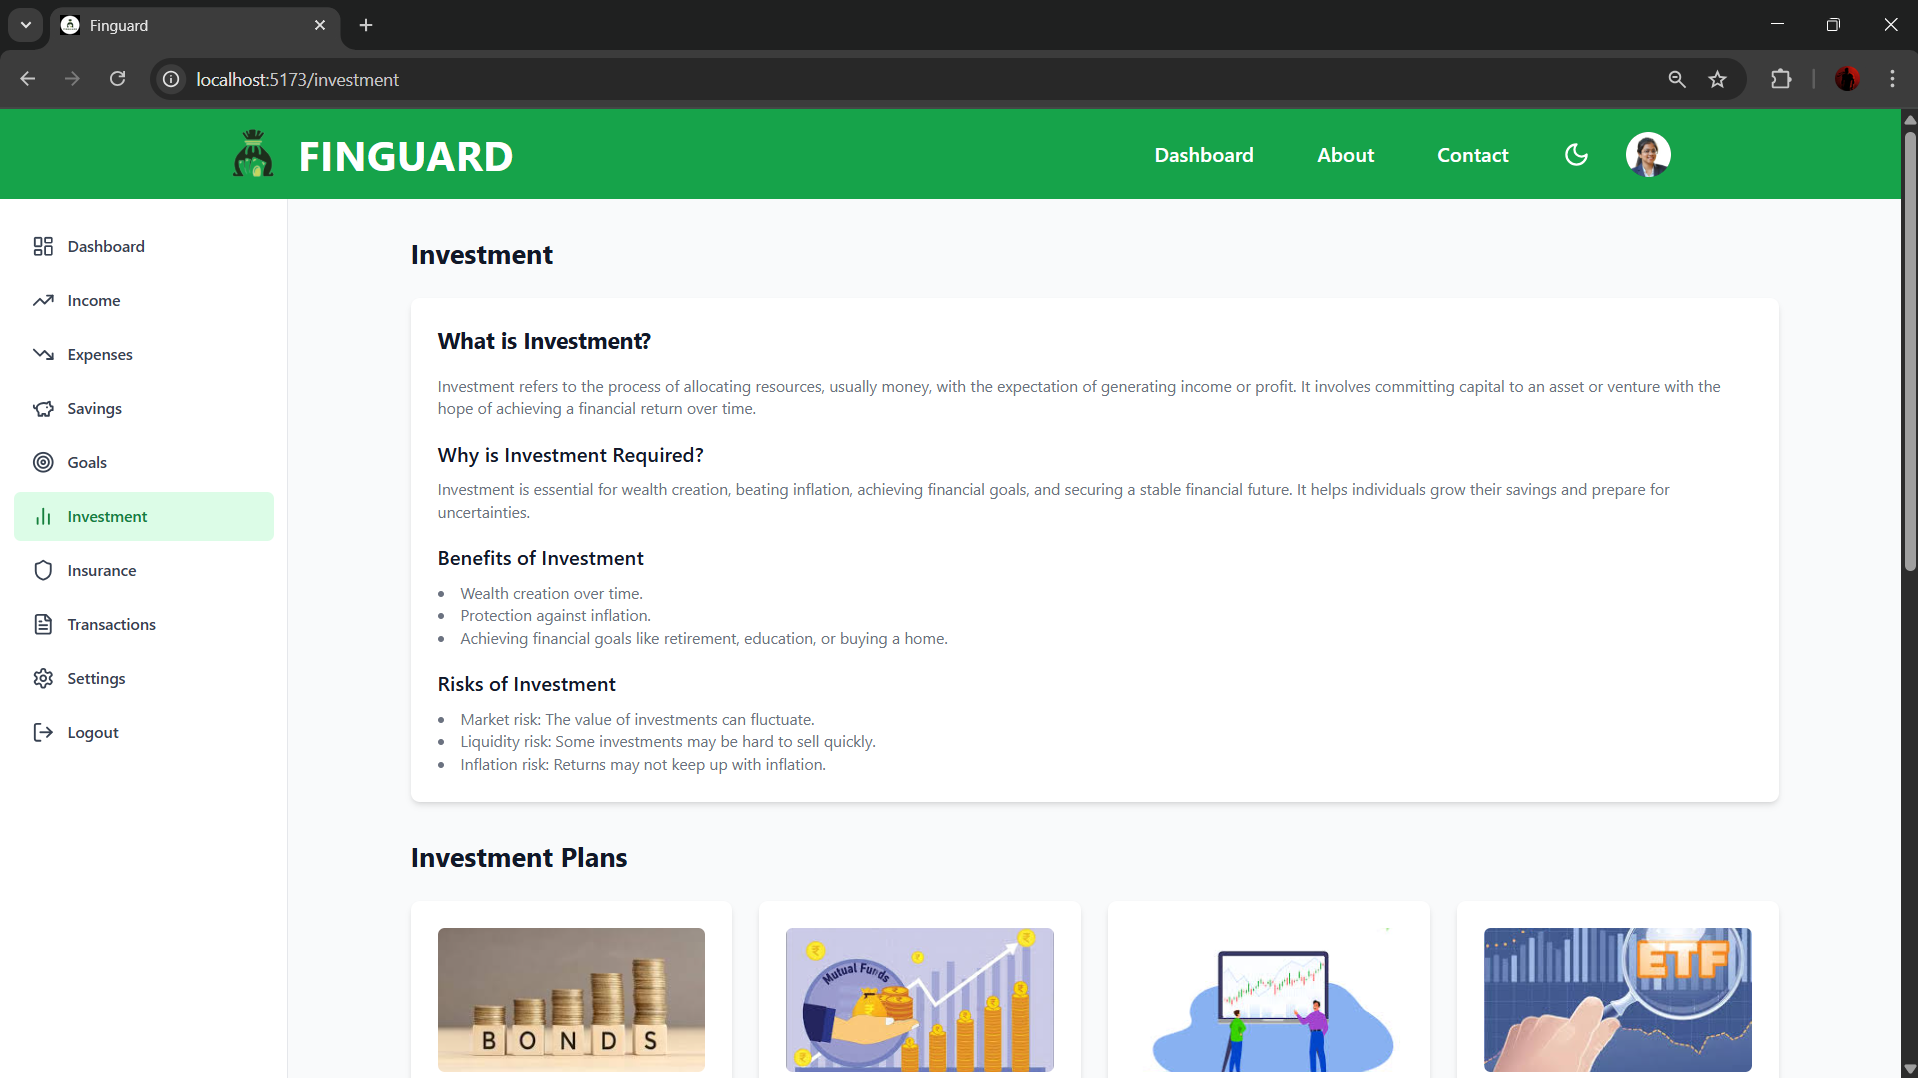 Finguard
localhost:5173/investment
FINGUARD
Dashboard
About
Contact
Dashboard
Income
Expenses
Savings
Goals
Investment
Insurance
Transactions
Settings
Logout
Investment
What is Investment?
Investment refers to the process of allocating resources, usually money, with the expectation of generating income or profit. It involves committing capital to an asset or venture with the
hope of achieving a financial return over time.
Why is Investment Required?
Investment is essential for wealth creation, beating inflation, achieving financial goals, and securing a stable financial future. It helps individuals grow their savings and prepare for
uncertainties.
Benefits of Investment
• Wealth creation over time.
• Protection against inflation.
• Achieving financial goals like retirement, education, or buying a home.
Risks of Investment
• Market risk: The value of investments can fluctuate.
• Liquidity risk: Some investments may be hard to sell quickly.
• Inflation risk: Returns may not keep up with inflation.
Investment Plans
BONDS
Mutual Funds
ETF